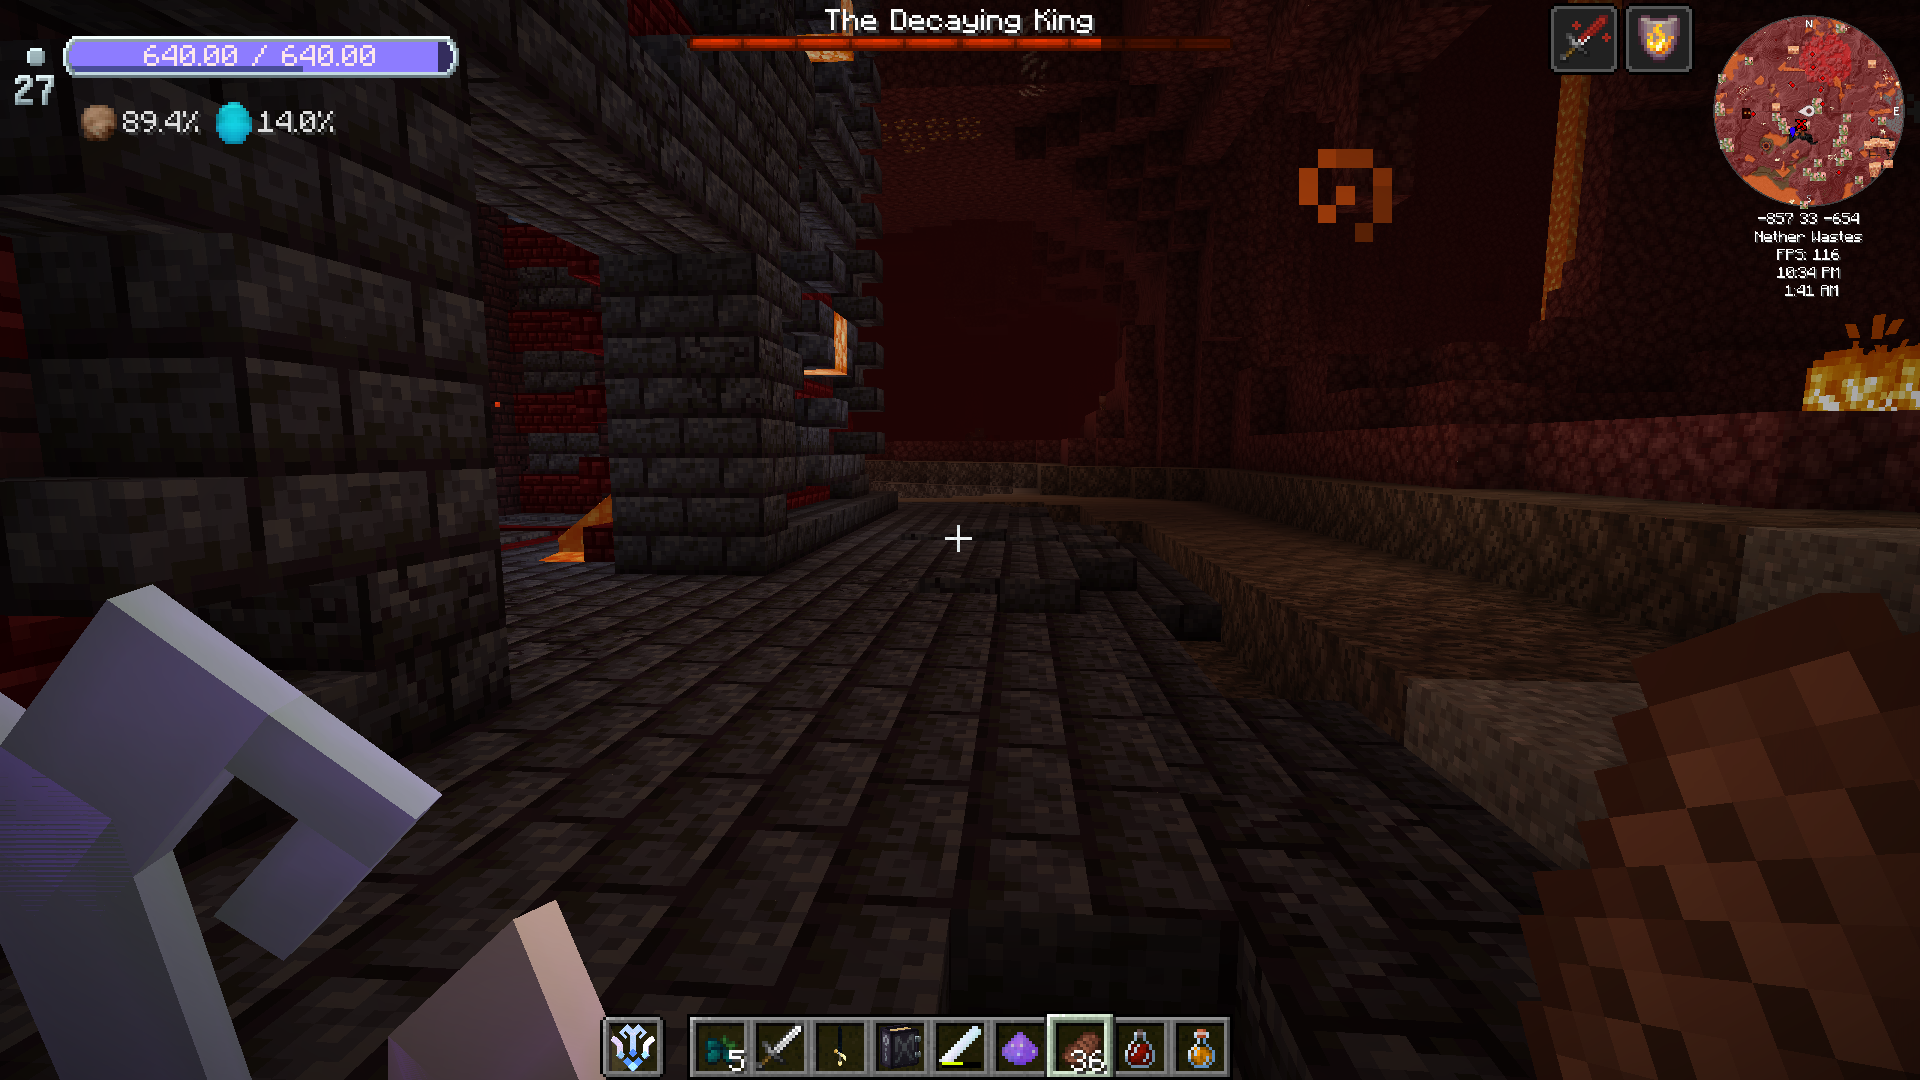 The Decaying King
640.00 / 640.00
27
89.4% 14.0%
N
E
S
-857 33 -654
Nether Wastes
FPS: 116
10:34 PM
1:41 AM
5
36